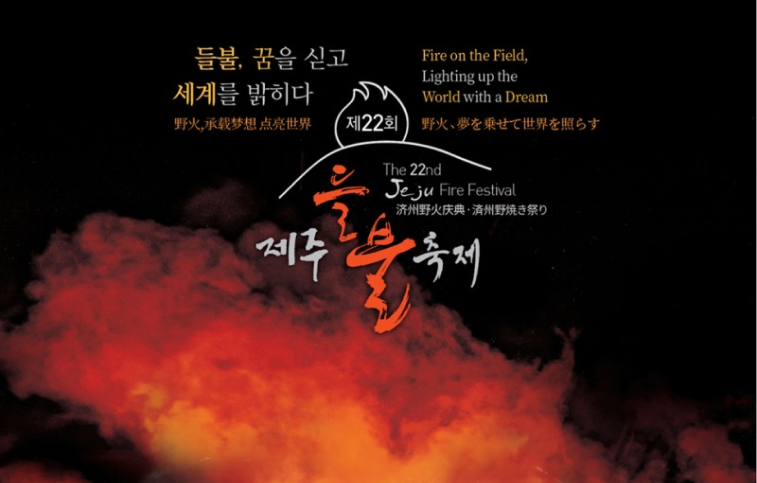 들불, 꿈을 싣고
세계를 밝히다
野火,承载梦想 点亮世界
Fire on the Field,
Lighting up the
World with a Dream
野火、夢を乗せて世界を照らす
제22회
The 22nd
Jeju Fire Festival
济州野火庆典·済州野焼き祭り
제주 들불 축제